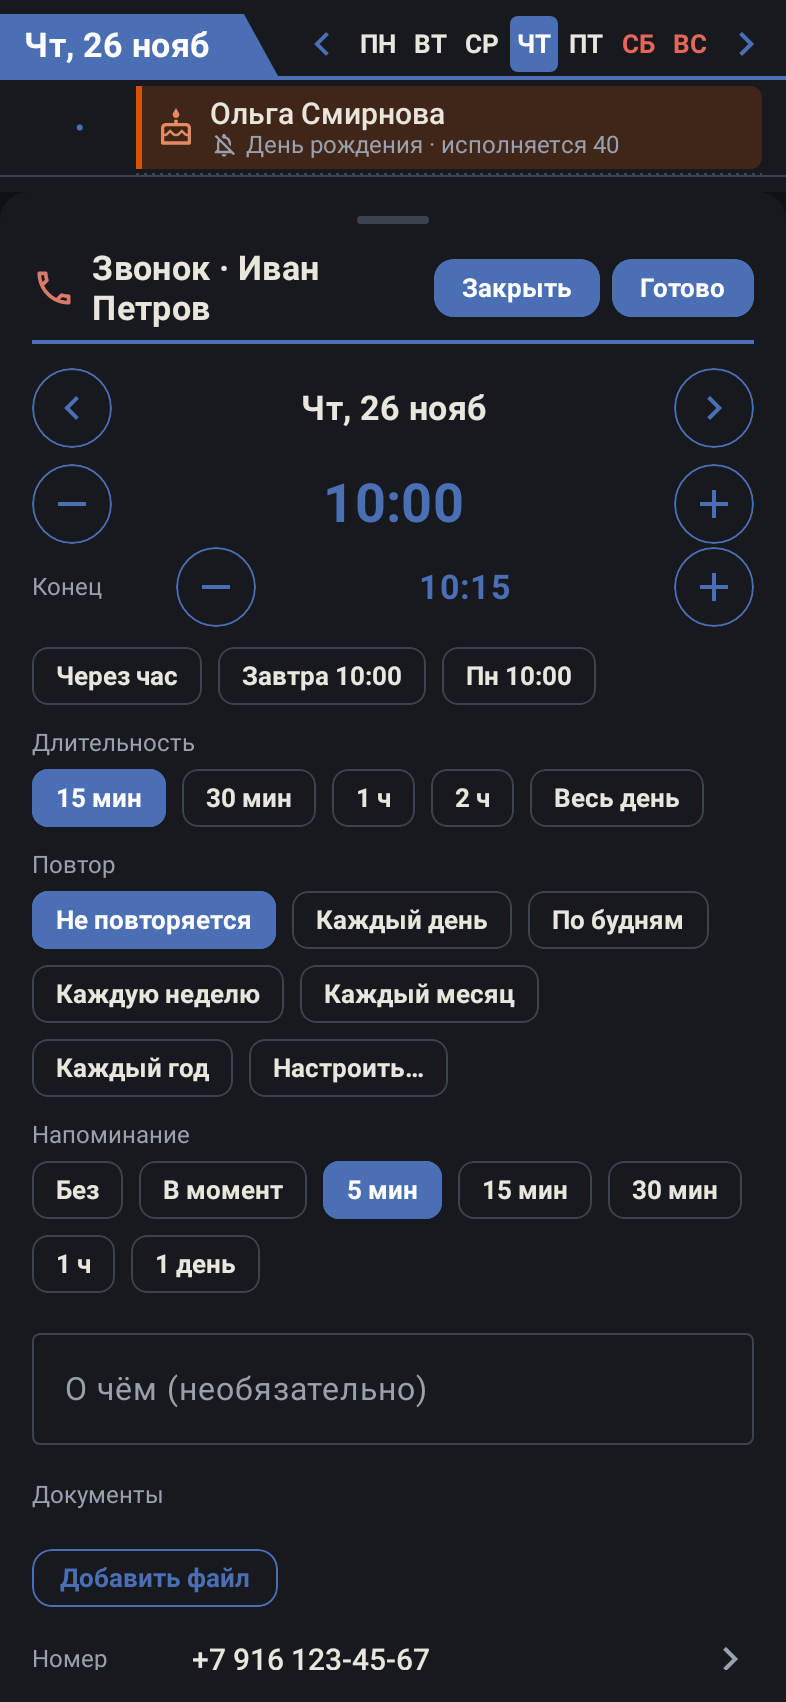 Чт, 26 нояб
ПН ВТ СР ЧТ ПТ СБ ВС
Ольга Смирнова
День рождения · исполняется 40
Звонок · Иван
Петров
Закрыть
Готово
Чт, 26 нояб
10:00
Конец
10:15
Через час
Завтра 10:00
Пн 10:00
Длительность
15 мин
30 мин
1 ч
2 ч
Весь день
Повтор
Не повторяется
Каждый день
По будням
Каждую неделю
Каждый месяц
Каждый год
Настроить...
Напоминание
Без
В момент
5 мин
15 мин
30 мин
1 ч
1 день
О чём (необязательно)
Документы
Добавить файл
Номер
+7 916 123-45-67